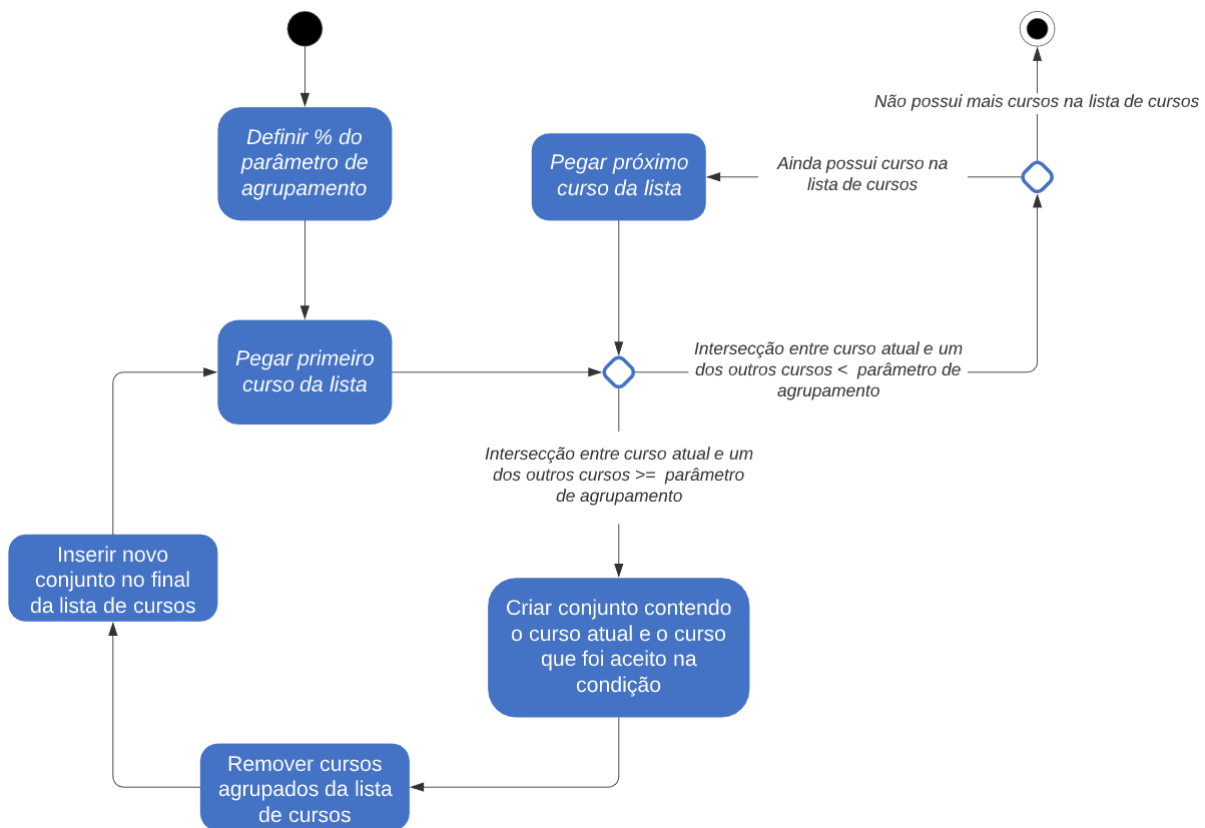 Definir % do
parâmetro de
agrupamento
Não possui mais cursos na lista de cursos
Pegar próximo
curso da lista
Ainda possui curso na
lista de cursos
Pegar primeiro
curso da lista
Intersecção entre curso atual e um
dos outros cursos < parâmetro de
agrupamento
Intersecção entre curso atual e um
dos outros cursos >= parâmetro
de agrupamento
Inserir novo
conjunto no final
da lista de cursos
Criar conjunto contendo
o curso atual e o curso
que foi aceito na
condição
Remover cursos
agrupados da lista
de cursos